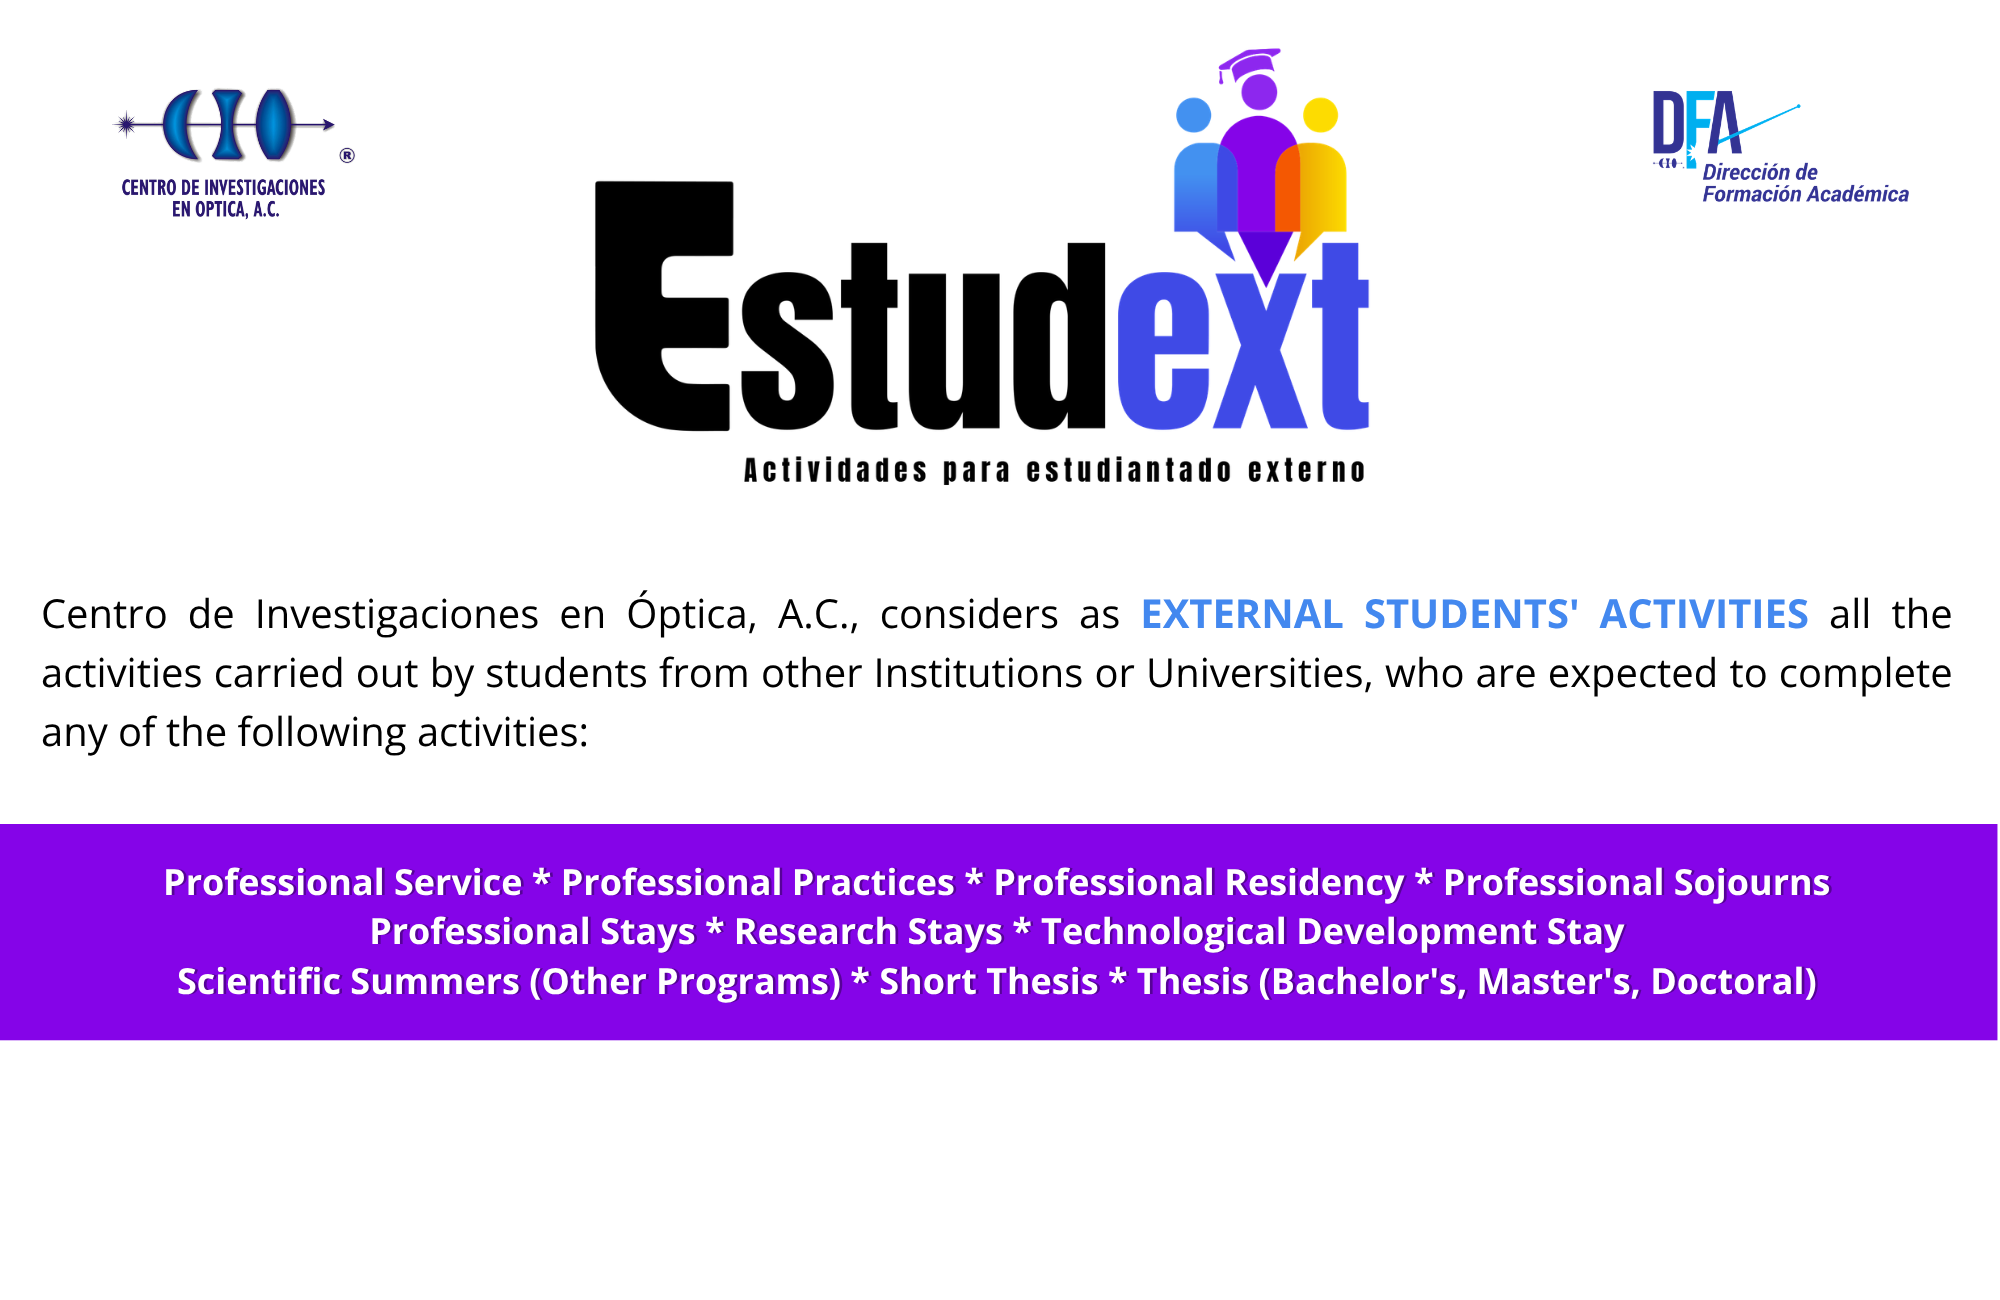 CIO
®
CENTRO DE INVESTIGACIONES
EN OPTICA, A.C.
DFA
CIO
Dirección de
Formación Académica
Estudext
Actividades para estudiantado externo
Centro de Investigaciones en Óptica, A.C., considers as EXTERNAL STUDENTS' ACTIVITIES all the
activities carried out by students from other Institutions or Universities, who are expected to complete
any of the following activities:
Professional Service * Professional Practices * Professional Residency * Professional Sojourns
Professional Stays * Research Stays * Technological Development Stay
Scientific Summers (Other Programs) * Short Thesis * Thesis (Bachelor's, Master's, Doctoral)